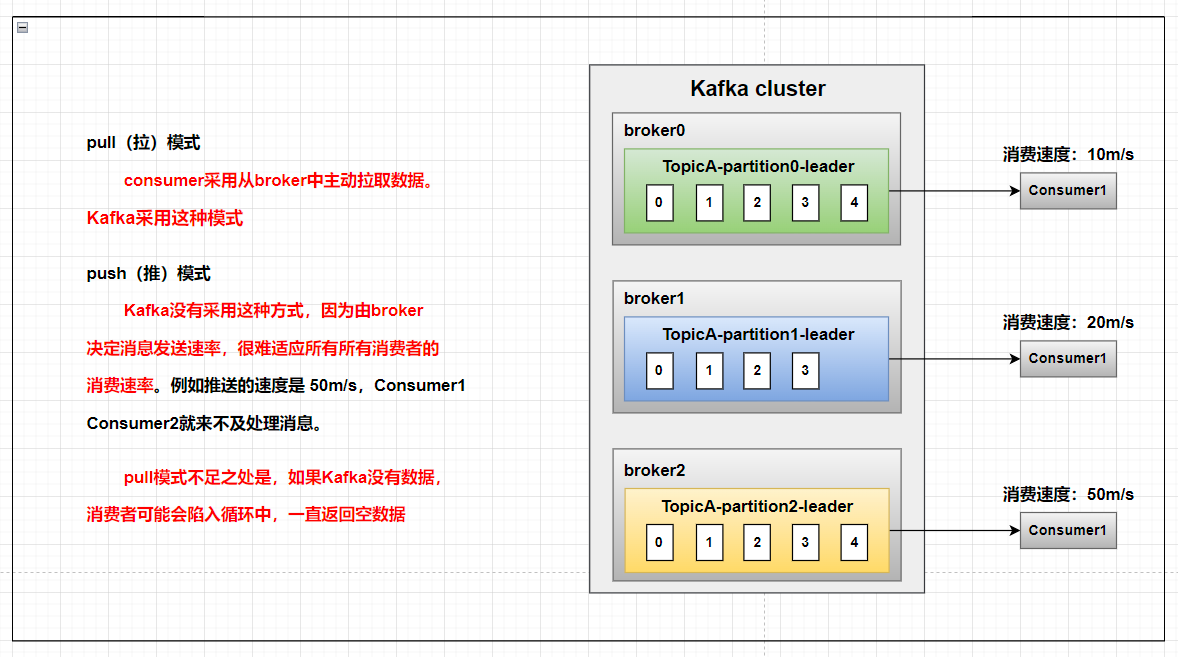 pull（拉）模式
consumer采用从broker中主动拉取数据。
Kafka采用这种模式
push（推）模式
Kafka没有采用这种方式，因为由broker
决定消息发送速率，很难适应所有所有消费者的
消费速率。例如推送的速度是 50m/s，Consumer1
Consumer2就来不及处理消息。
pull模式不足之处是，如果Kafka没有数据，
消费者可能会陷入循环中，一直返回空数据
Kafka cluster
broker0
TopicA-partition0-leader
0 1 2 3 4
消费速度：10m/s
Consumer1
broker1
TopicA-partition1-leader
0 1 2 3
消费速度：20m/s
Consumer1
broker2
TopicA-partition2-leader
0 1 2 3 4
消费速度：50m/s
Consumer1